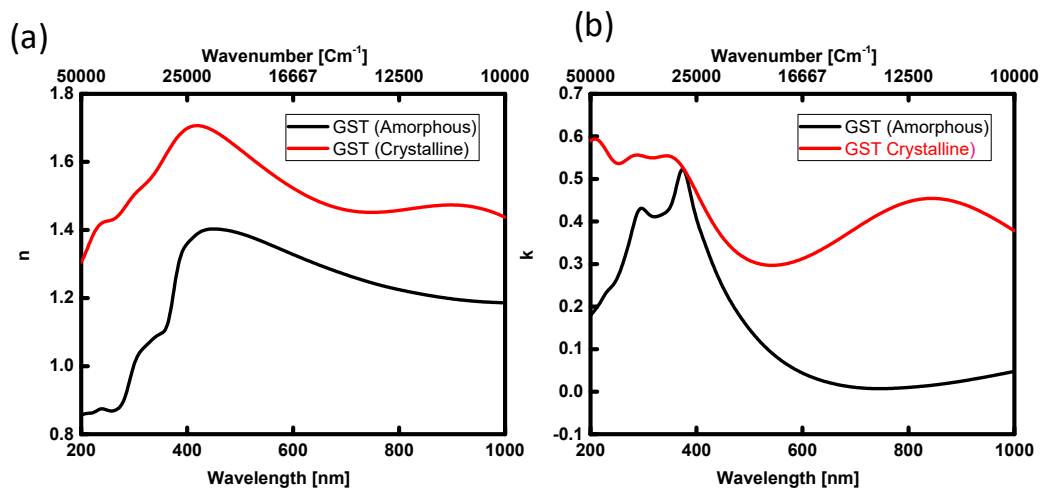 (a)
Wavenumber [Cm-1]
50000 25000 16667 12500 10000
1.8
1.6
1.4
1.2
1.0
0.8
n
GST (Amorphous)
GST (Crystalline)
200 400 600 800 1000
Wavelength [nm]
(b)
Wavenumber [Cm-1]
50000 25000 16667 12500 10000
0.7
0.6
0.5
0.4
0.3
0.2
0.1
0.0
-0.1
k
GST (Amorphous)
GST Crystalline)
200 400 600 800 1000
Wavelength [nm]